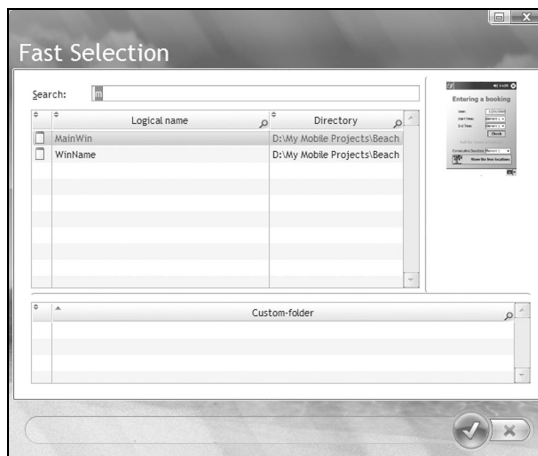 Fast Selection
Search: m
Logical name Directory
MainWin D:\My Mobile Projects\Beach
WinName D:\My Mobile Projects\Beach
Entering a booking
Custom-folder